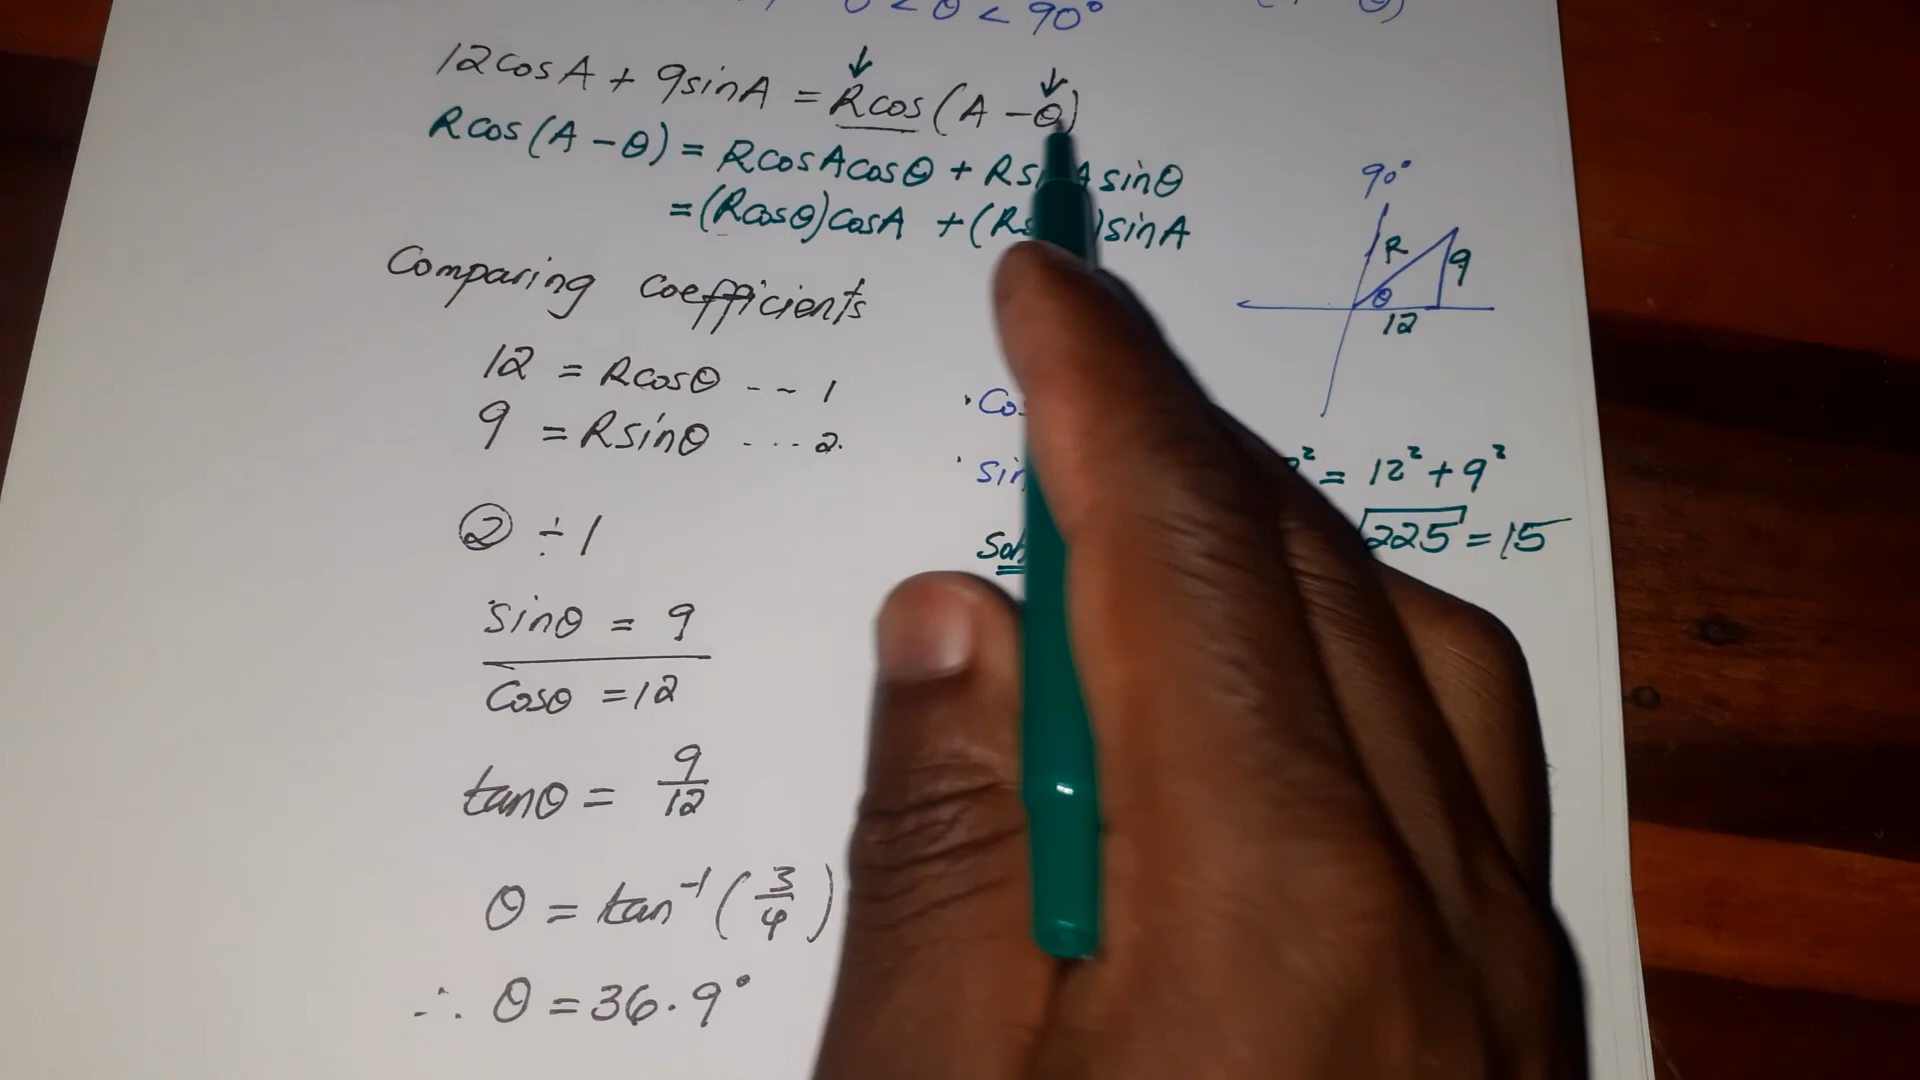 0 < θ < 90°
12cosA + 9sinA = Rcos(A - θ)
Rcos(A - θ) = RcosAcosθ + RsinAsinθ
=(Rcosθ)cosA + (Rs )sinA
Comparing coefficients
12 = Rcosθ -- 1
9 = Rsinθ ... 2.
② ÷ 1
sinθ = 9
cosθ = 12
tanθ = 9/12
θ = tan⁻¹(3/4)
∴ θ = 36.9°
90°
R
9
θ
12
² = 12² + 9²
√225 = 15